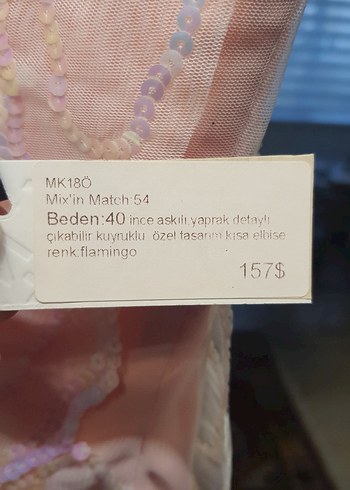 MK18Ö
Mix'in Match:54
Beden:40 ince askılı yaprak detaylı
çıkabilir kuyruklu özel tasarım kısa elbise
renk:flamingo
157$